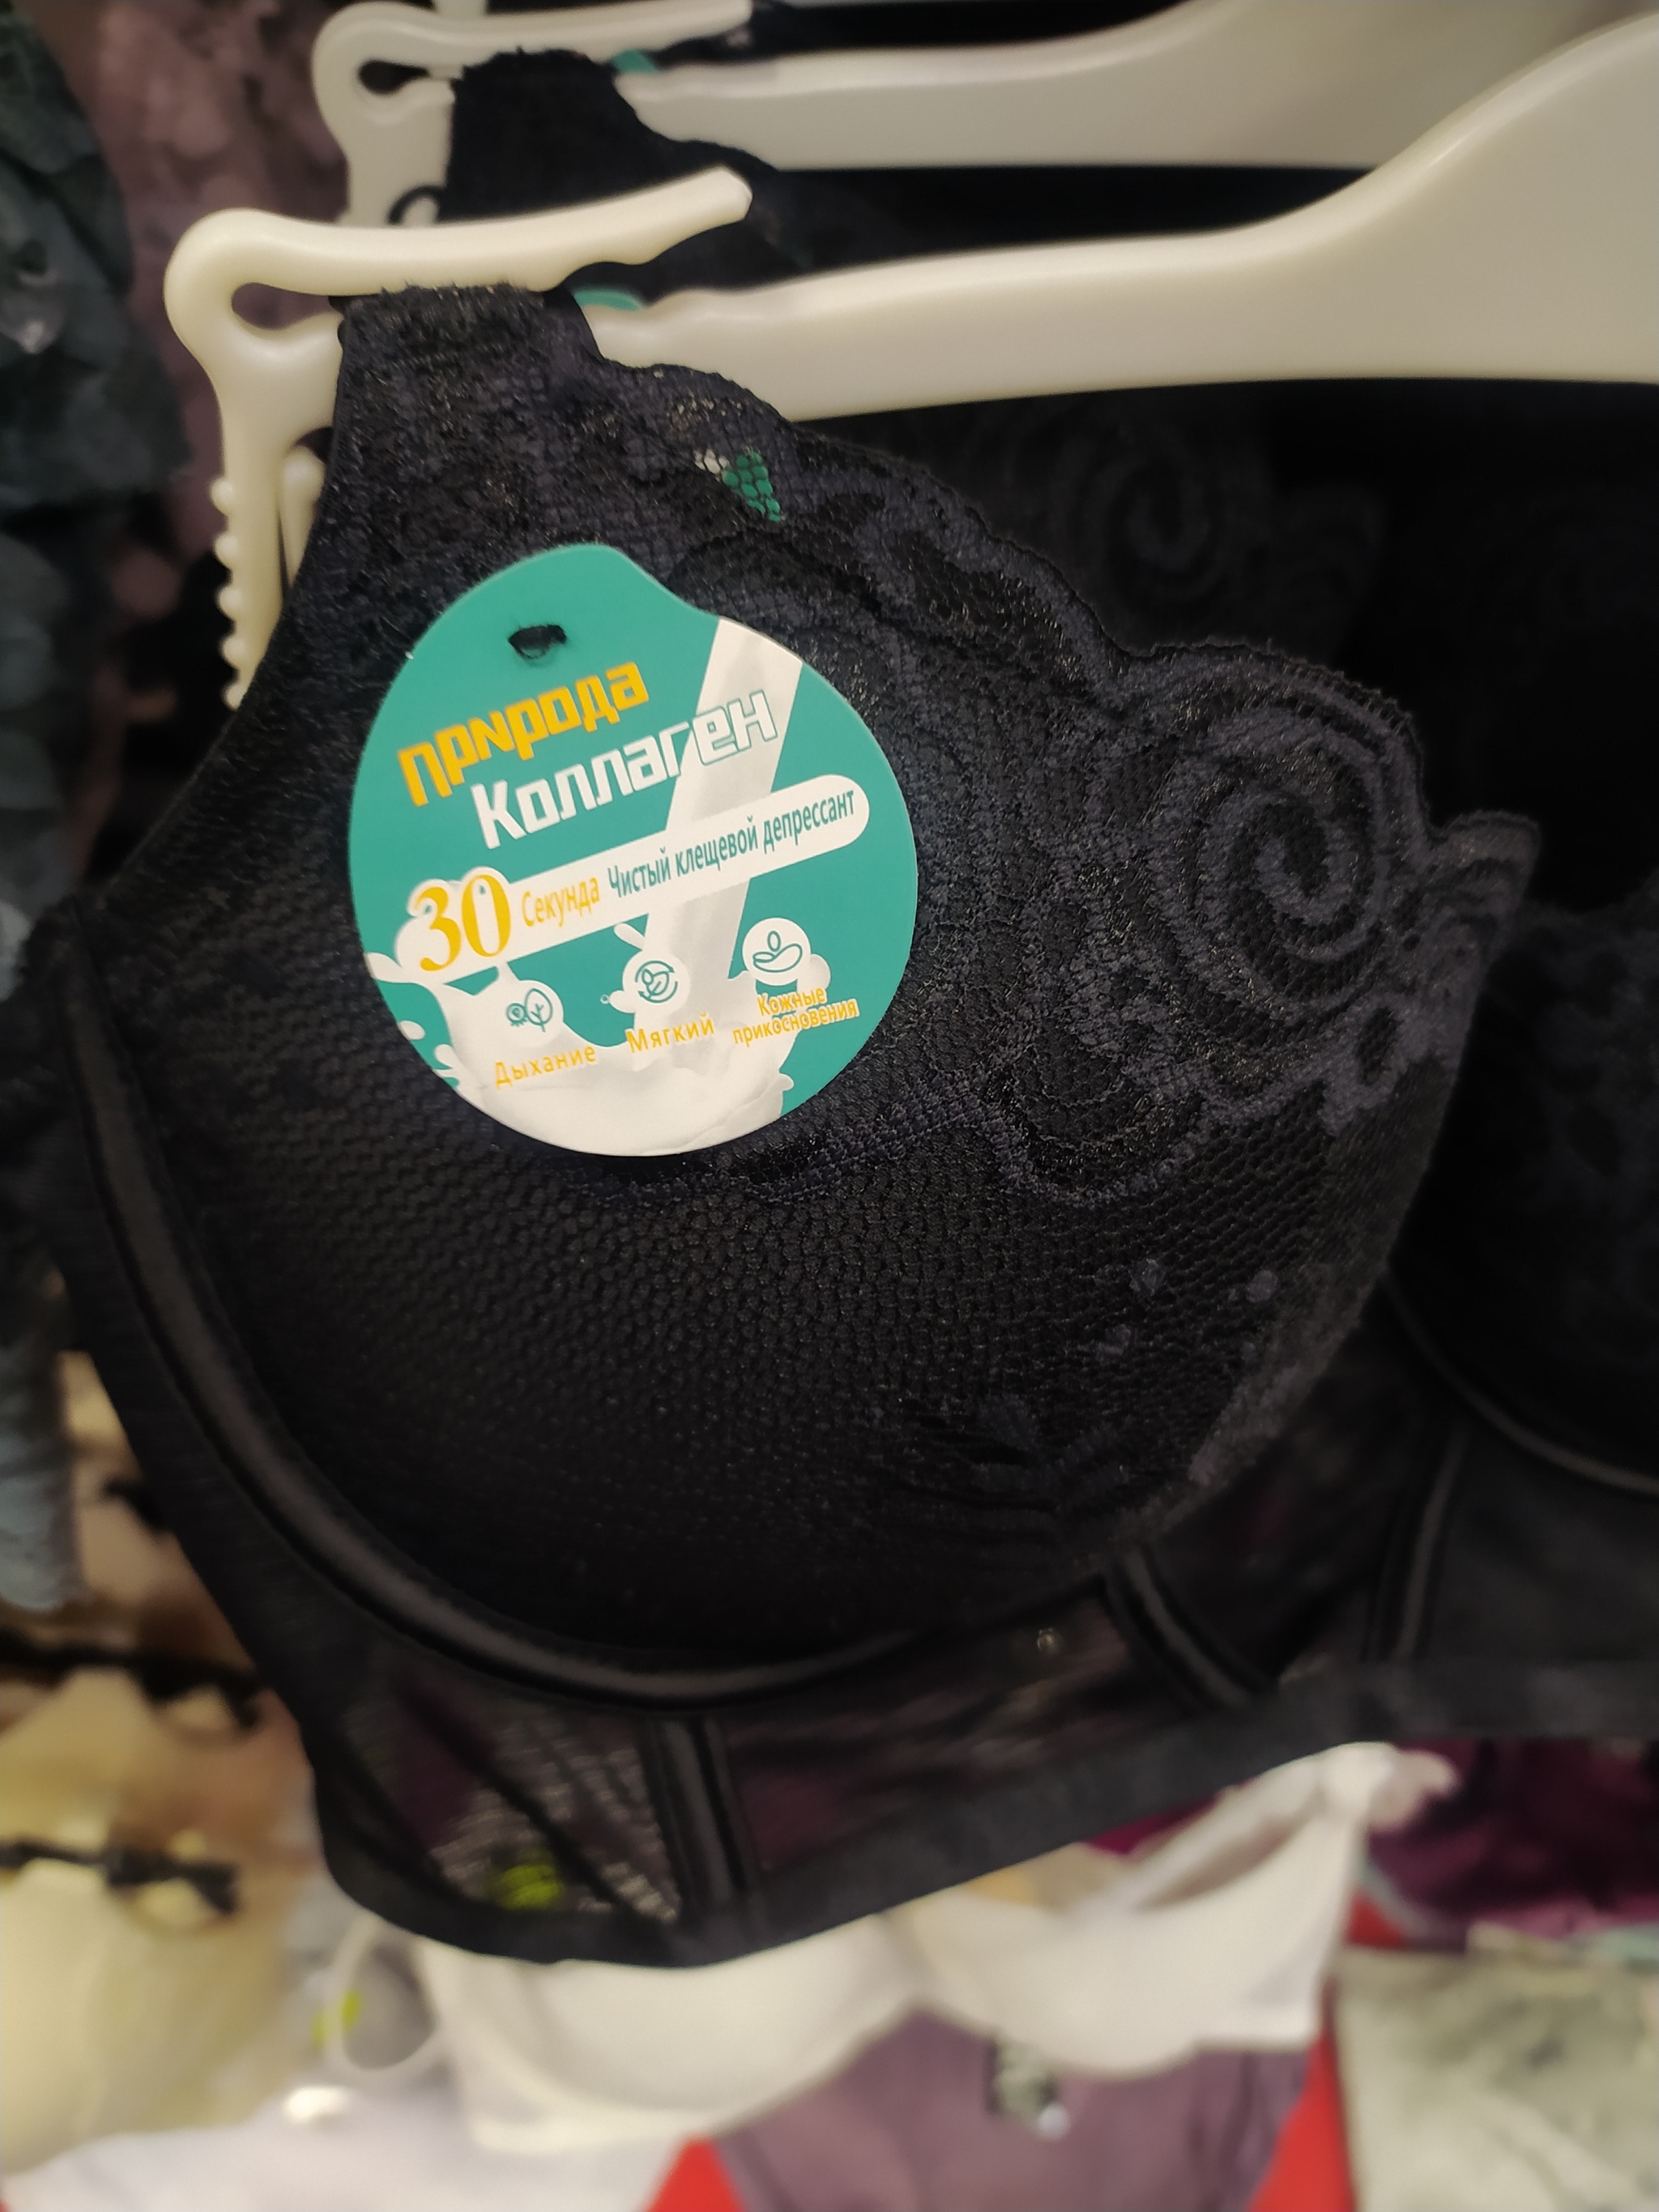 природа
Коллаген
30 Секунда Чистый клещевой депрессант
Дыхание Мягкий Кожные
прикосновения